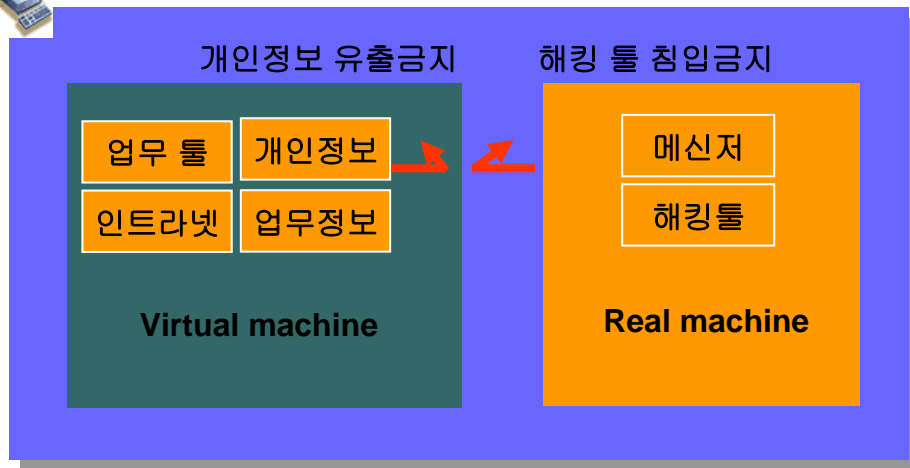 개인정보 유출금지
해킹 툴 침입금지
업무 툴
개인정보
인트라넷
업무정보
Virtual machine
메신저
해킹툴
Real machine